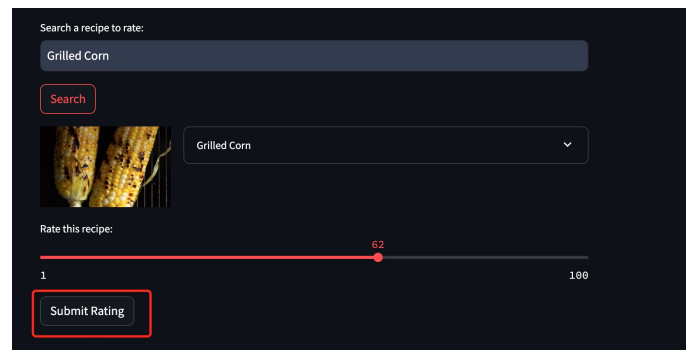 Search a recipe to rate:
Grilled Corn
Search
Grilled Corn
Rate this recipe:
62
1 100
Submit Rating